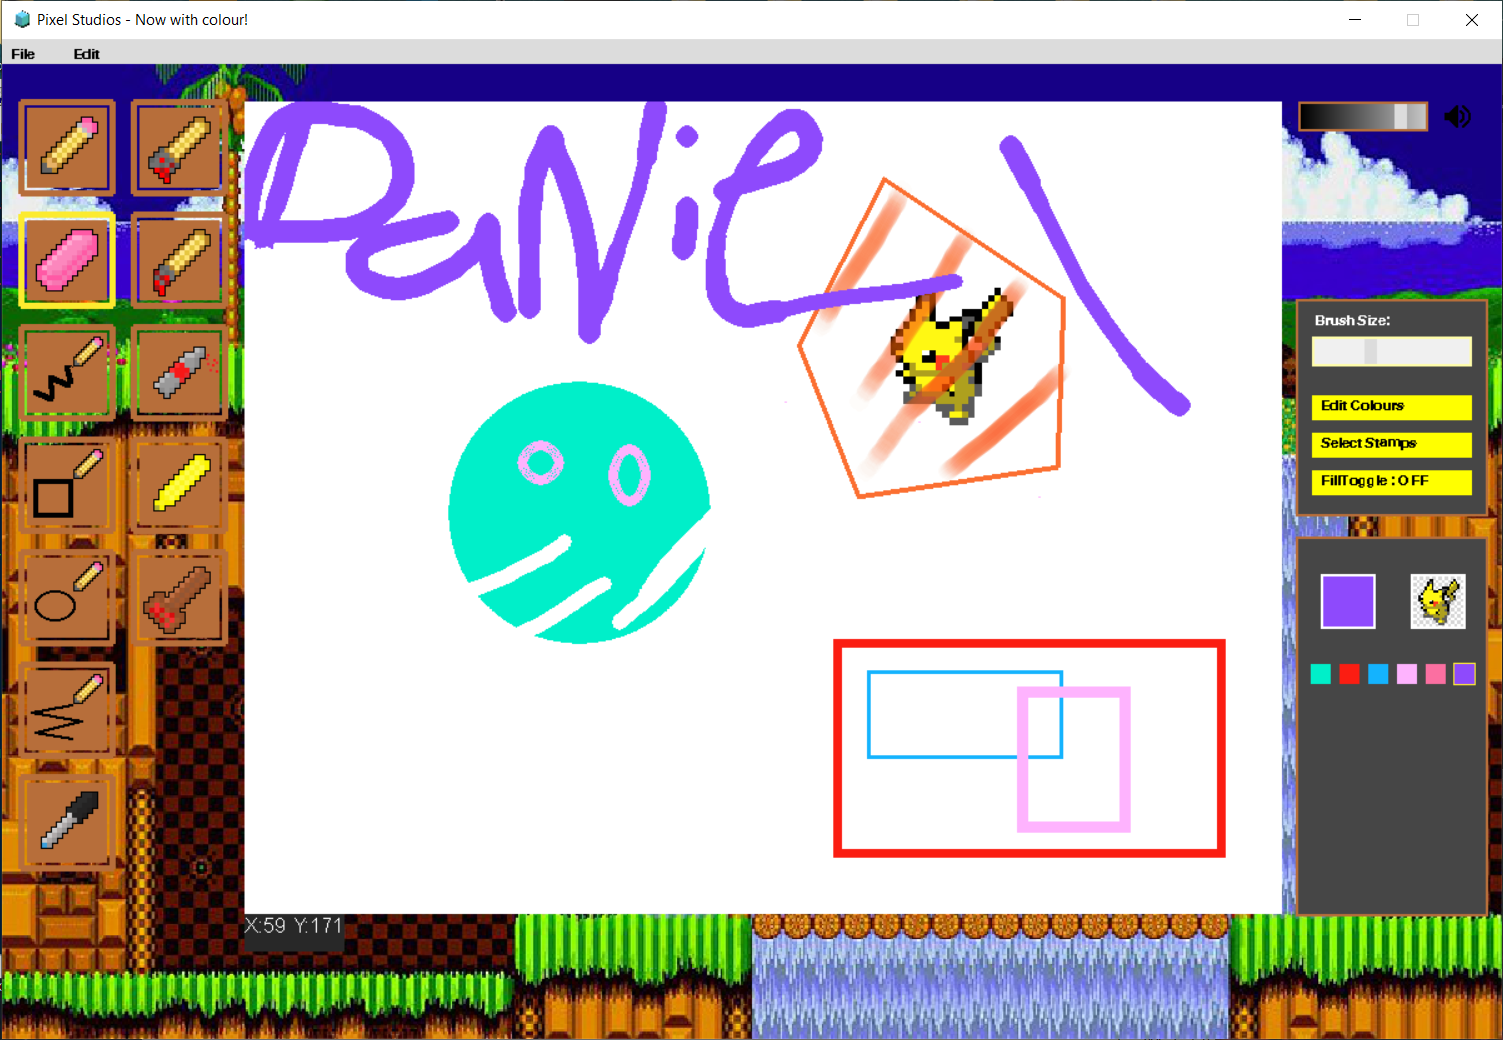 Pixel Studios - Now with colour!
File Edit
DaNiel
Brush Size:
Edit Colours
Select Stamps
FillToggle : OFF
X:59 Y:171